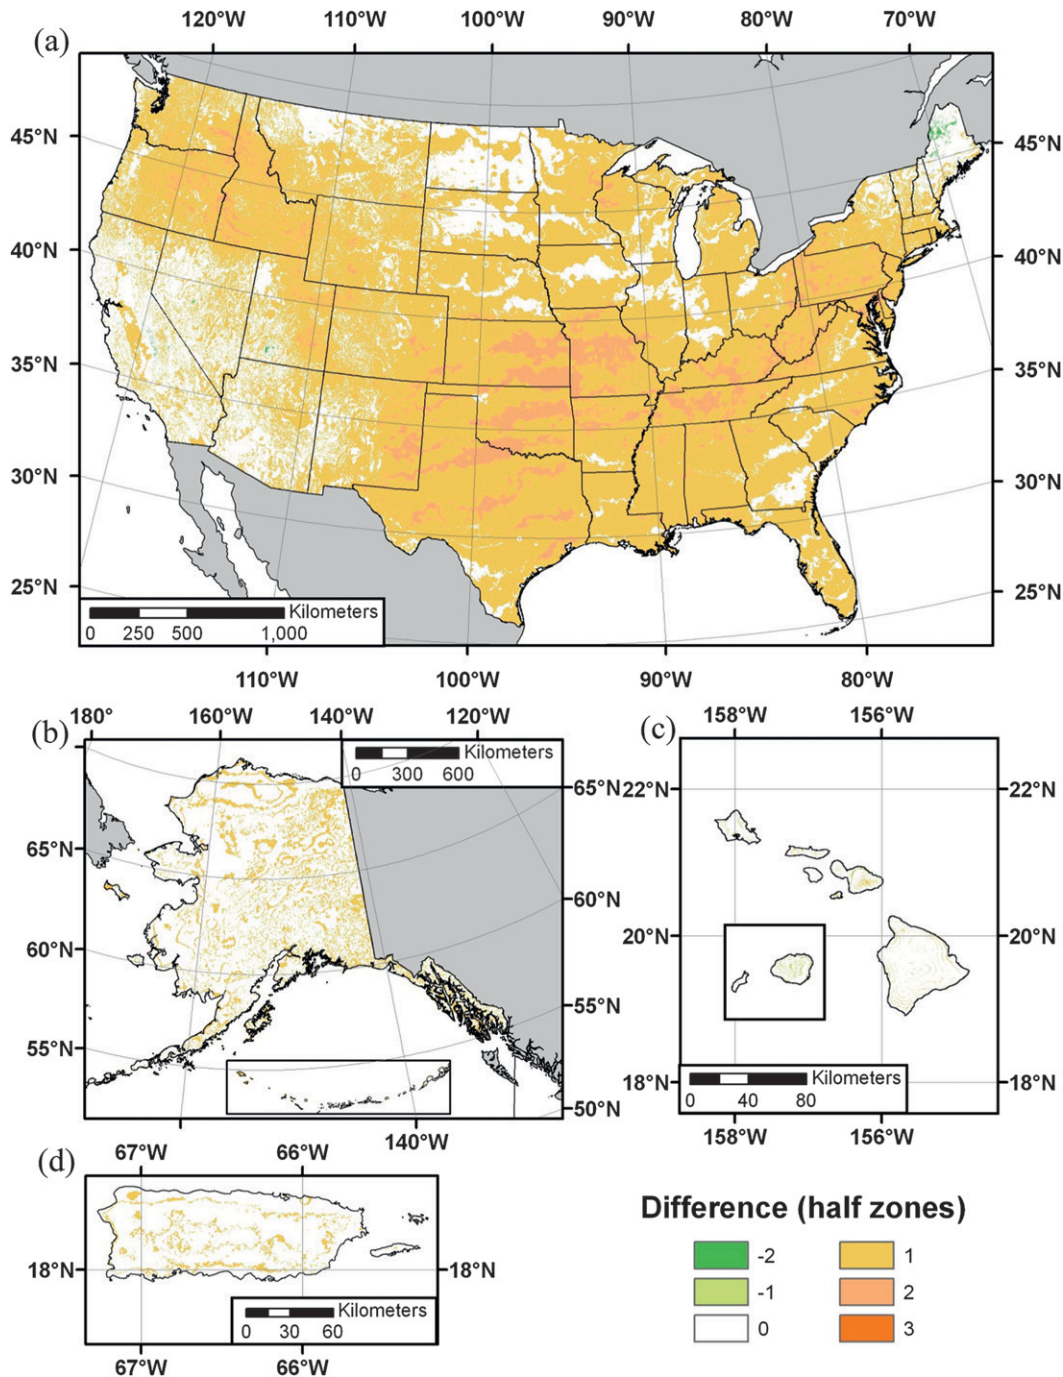 120°W 110°W 100°W 90°W 80°W 70°W
(a)
45°N 45°N
40°N 40°N
35°N 35°N
30°N 30°N
25°N 25°N
Kilometers
0 250 500 1,000
110°W 100°W 90°W 80°W
180° 160°W 140°W 120°W
(b)
Kilometers
0 300 600
65°N
65°N
60°N
60°N
55°N
55°N
50°N
140°W
158°W 156°W
(c)
22°N 22°N
20°N 20°N
18°N 18°N
Kilometers
0 40 80
158°W 156°W
(d)
67°W 66°W
18°N 18°N
Kilometers
0 30 60
67°W 66°W
Difference (half zones)
-2 1
-1 2
0 3